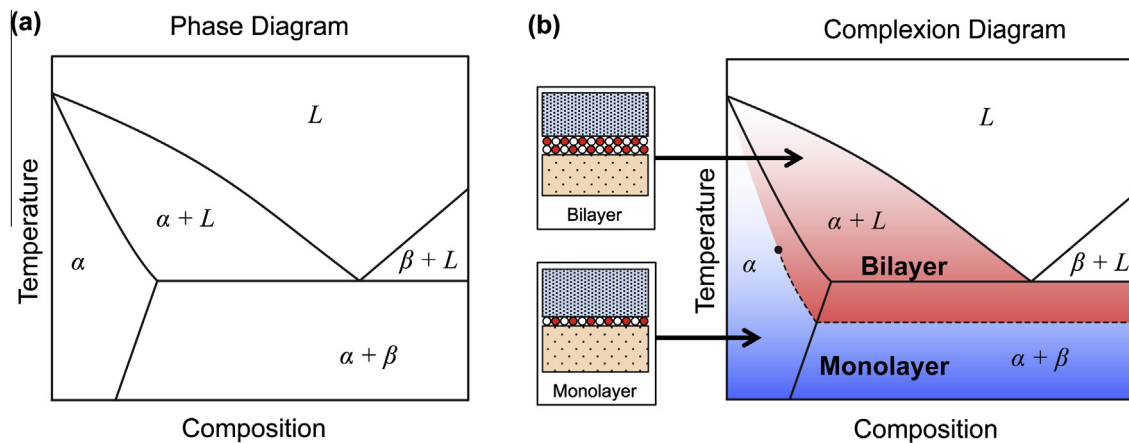 (a)
Phase Diagram
L
α + L
α
β + L
α + β
Temperature
Composition
(b)
Complexion Diagram
Bilayer
Monolayer
L
α + L
α
Bilayer
β + L
Monolayer
α + β
Temperature
Composition